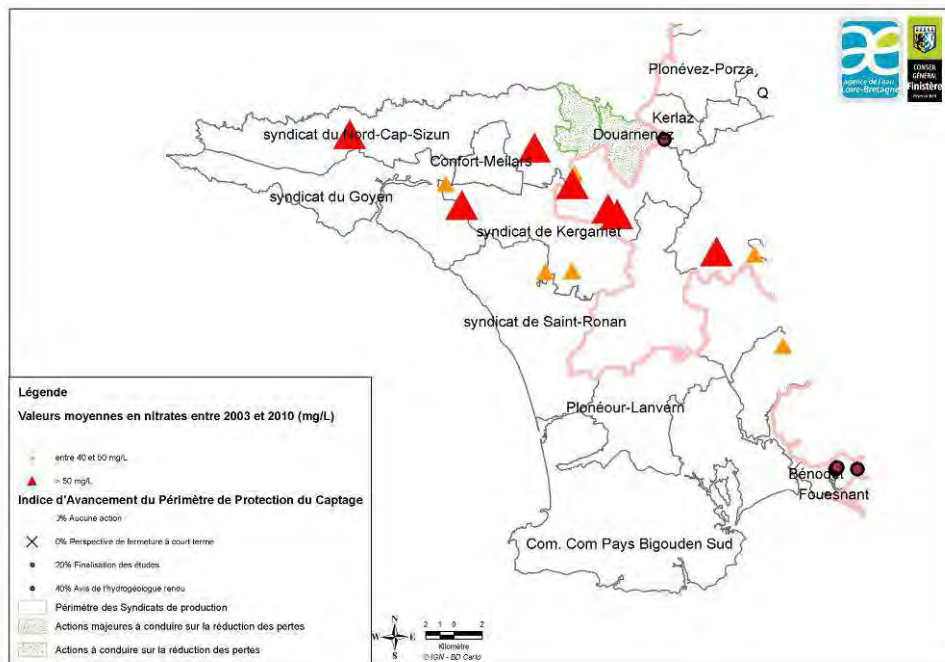 agence de l'eau
Loire-Bretagne
CONSEIL
GÉNÉRAL
Finistère
Plonévez-Porza
Q
Kerlaz
Douarnenez
syndicat du Nord-Cap-Sizun
Confort-Meilars
syndicat du Goyen
syndicat de Kergamet
syndicat de Saint-Ronan
Plonéour-Lanvern
Bénodet
Fouesnant
Com. Com Pays Bigouden Sud
Légende
Valeurs moyennes en nitrates entre 2003 et 2010 (mg/L)
entre 40 et 50 mg/L
> 50 mg/L
Indice d'Avancement du Périmètre de Protection du Captage
0% Aucune action
0% Perspective de fermeture à court terme
20% Finalisation des études
40% Avis de l'hydrogéologue rendu
Périmètre des Syndicats de production
Actions majeures à conduire sur la réduction des pertes
Actions à conduire sur la réduction des pertes
N
W E
S
2 1 0 2
Kilomètre
© IGN - BD Carto